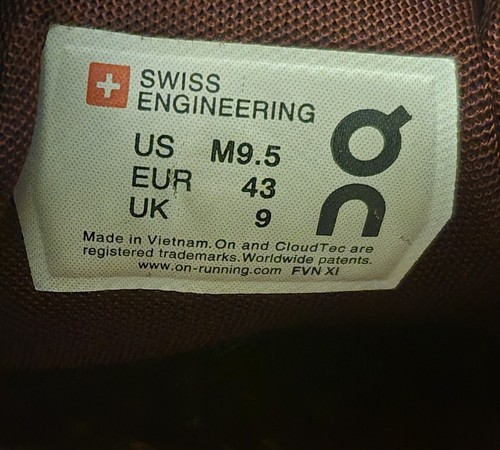 SWISS
ENGINEERING
US M9.5
EUR 43
UK 9
Made in Vietnam. On and CloudTec are
registered trademarks. Worldwide patents.
www.on-running.com FVN XI
On